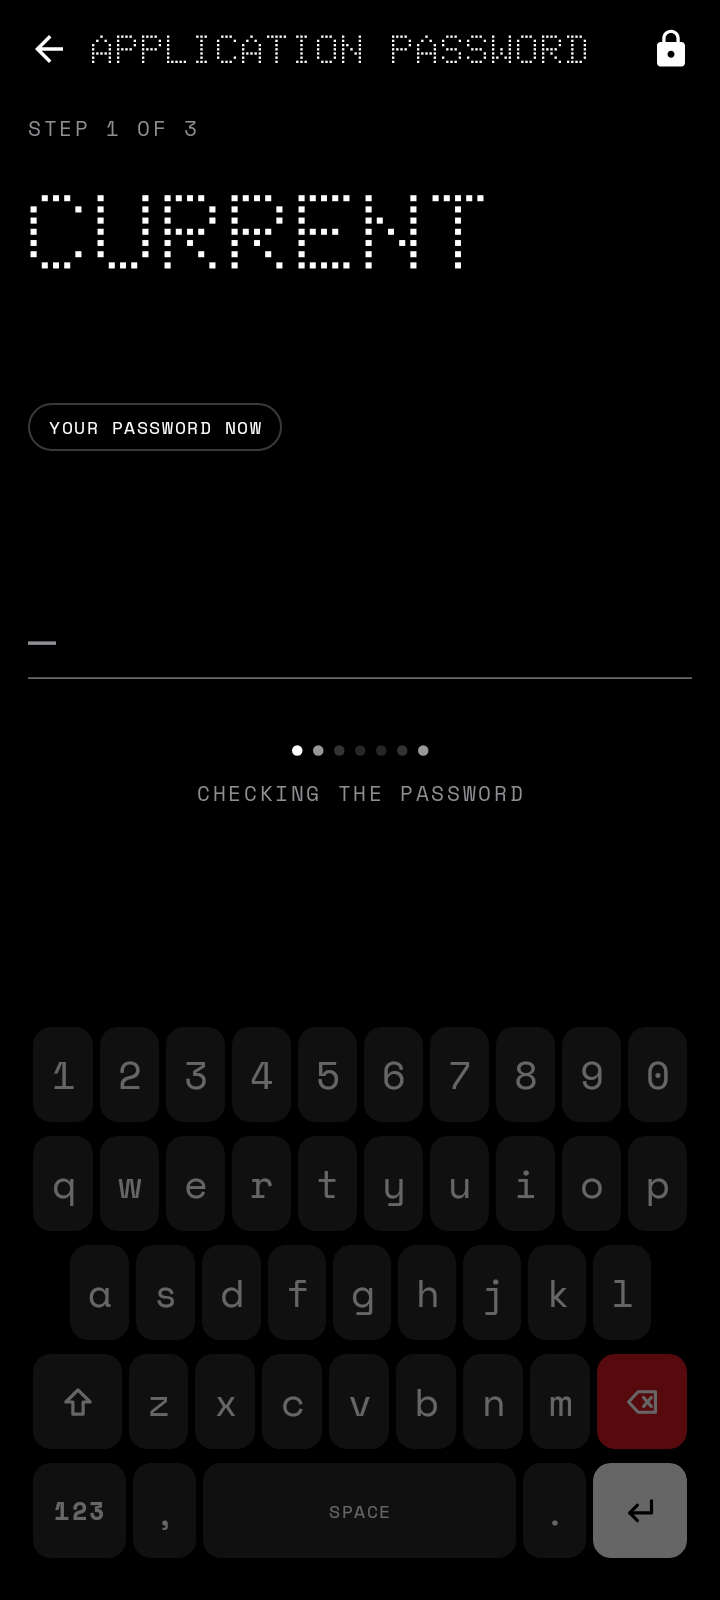 APPLICATION PASSWORD
STEP 1 OF 3
CURRENT
YOUR PASSWORD NOW
CHECKING THE PASSWORD
1 2 3 4 5 6 7 8 9 0
q w e r t y u i o p
a s d f g h j k l
z x c v b n m
123 , SPACE .